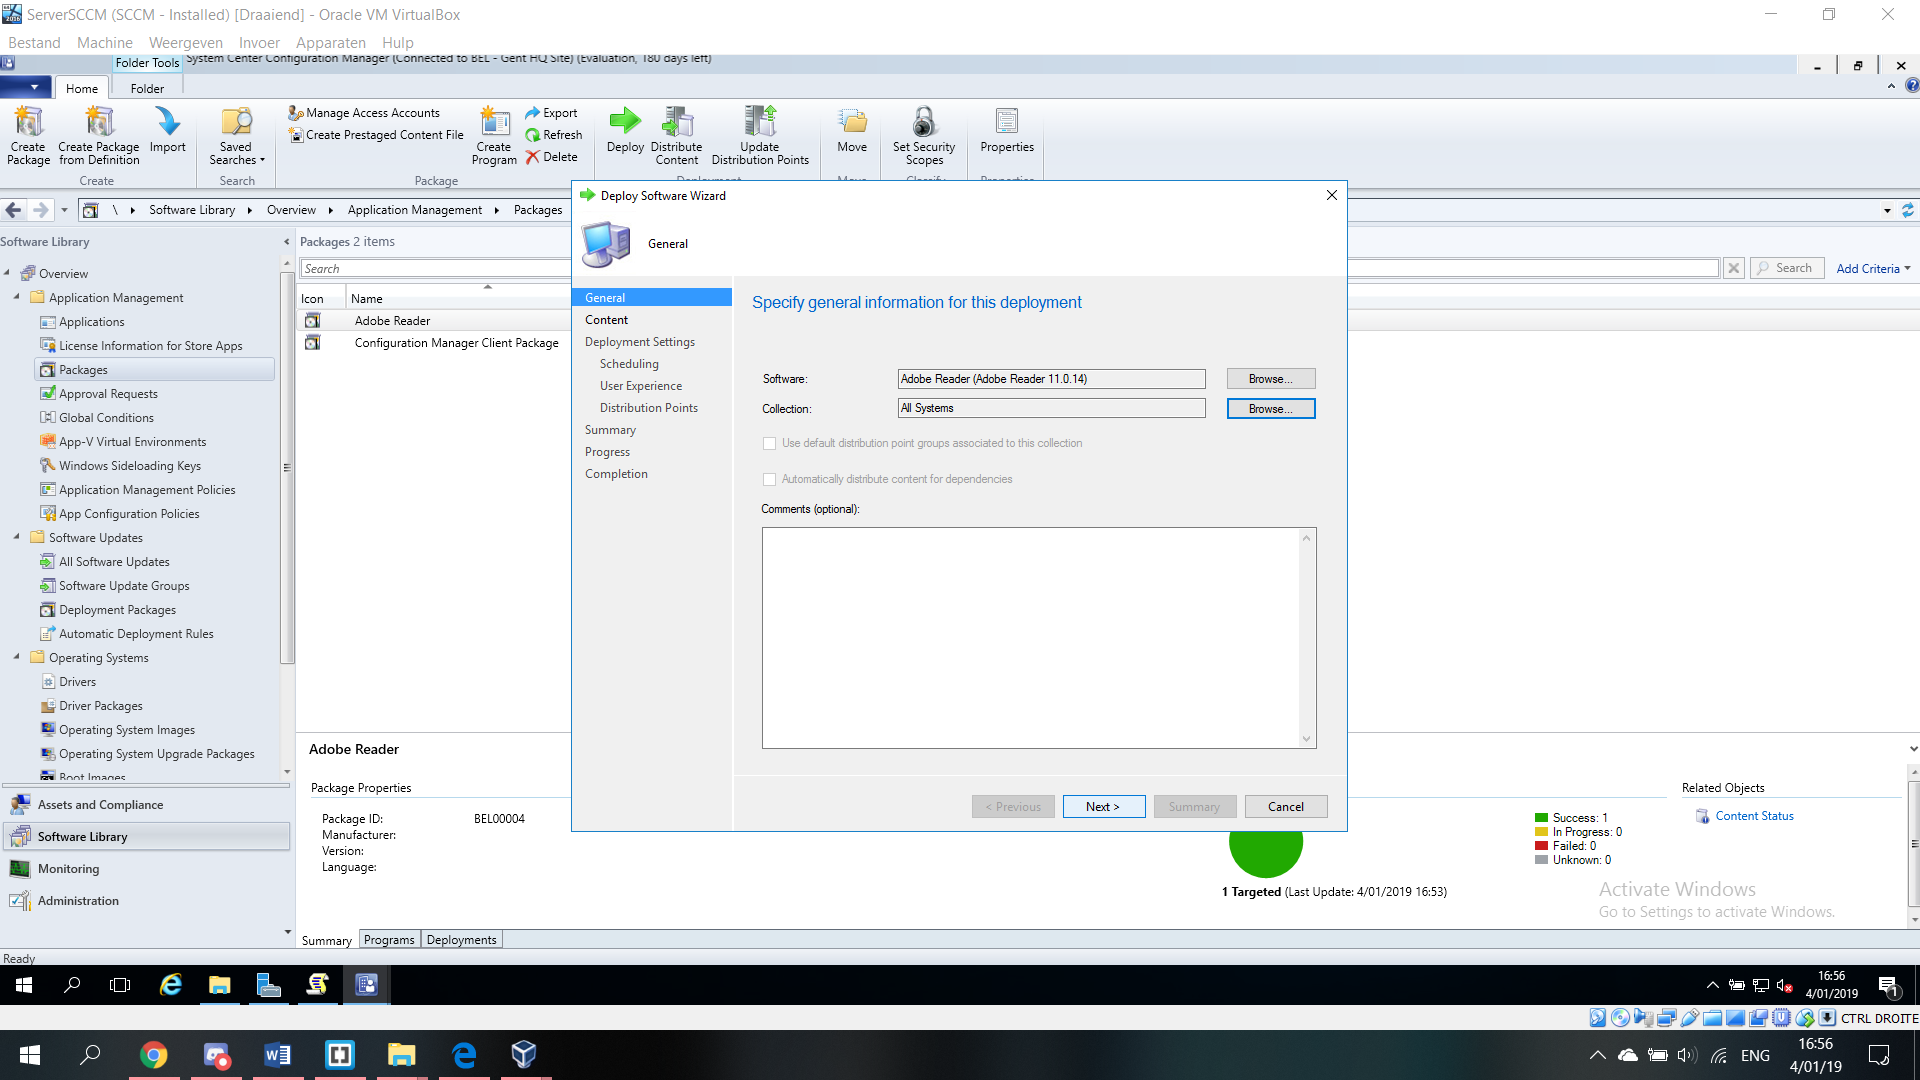 ServerSCCM (SCCM - Installed) [Draaiend] - Oracle VM VirtualBox
Bestand Machine Weergeven Invoer Apparaten Hulp
Folder Tools System Center Configuration Manager (Connected to BEL - Gent HQ Site) (Evaluation, 180 days left)
Home Folder
Create Package
Create Package from Definition
Import
Saved Searches
Manage Access Accounts
Create Prestaged Content File
Create Program
Export
Refresh
Delete
Deploy
Distribute Content
Update Distribution Points
Move
Set Security Scopes
Properties
Create Search Package Deployment Move Classify Properties
\ Software Library Overview Application Management Packages
Software Library
Overview
Application Management
Applications
License Information for Store Apps
Packages
Approval Requests
Global Conditions
App-V Virtual Environments
Windows Sideloading Keys
Application Management Policies
App Configuration Policies
Software Updates
All Software Updates
Software Update Groups
Deployment Packages
Automatic Deployment Rules
Operating Systems
Drivers
Driver Packages
Operating System Images
Operating System Upgrade Packages
Boot Images
Assets and Compliance
Software Library
Monitoring
Administration
Packages 2 items
Search
Search Add Criteria
Icon Name
Adobe Reader
Configuration Manager Client Package
Deploy Software Wizard
General
General
Content
Deployment Settings
Scheduling
User Experience
Distribution Points
Summary
Progress
Completion
Specify general information for this deployment
Software: Adobe Reader (Adobe Reader 11.0.14) Browse...
Collection: All Systems Browse...
Use default distribution point groups associated to this collection
Automatically distribute content for dependencies
Comments (optional):
< Previous Next > Summary Cancel
Adobe Reader
Package Properties
Package ID: BEL00004
Manufacturer:
Version:
Language:
Success: 1
In Progress: 0
Failed: 0
Unknown: 0
1 Targeted (Last Update: 4/01/2019 16:53)
Related Objects
Content Status
Activate Windows
Go to Settings to activate Windows.
Summary Programs Deployments
Ready
16:56
4/01/2019
1
CTRL DROITE
ENG
16:56
4/01/19